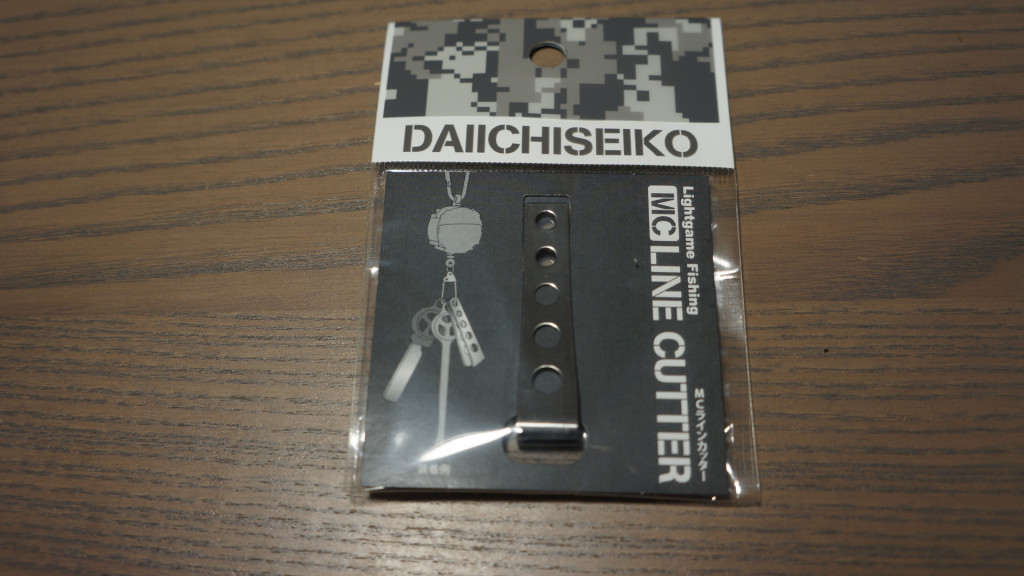 DAIICHISEIKO
Lightgame Fishing
MC LINE CUTTER
MCラインカッター